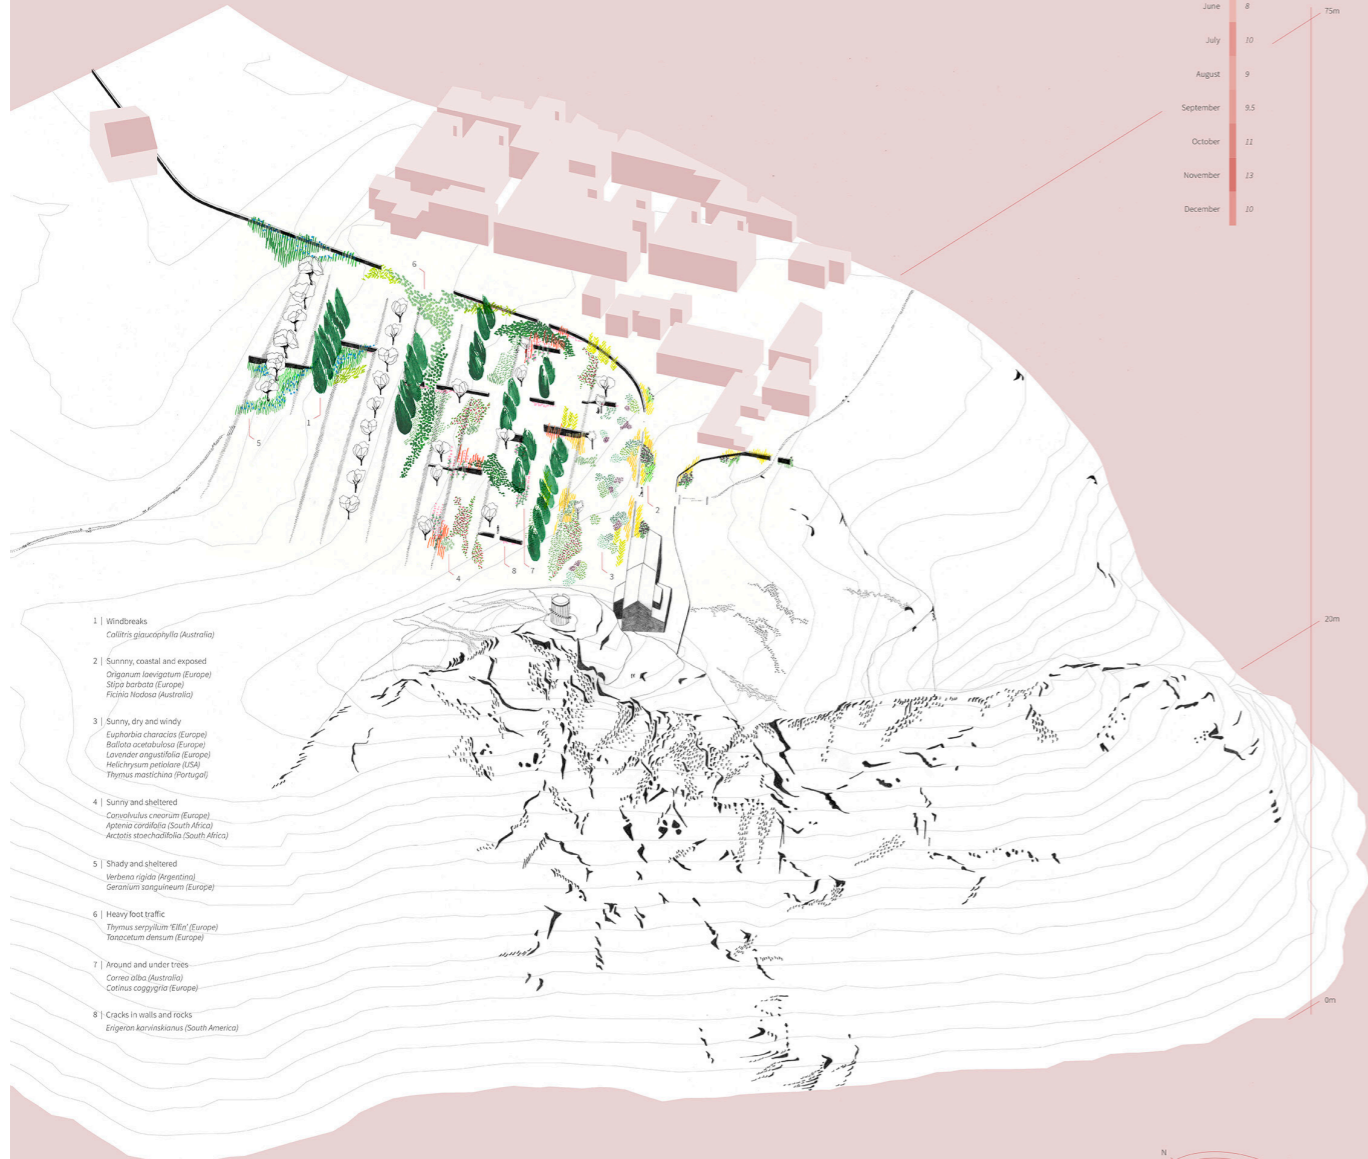 June 8
75m
July 10
August 9
September 9.5
October 11
November 13
December 10
6
5
1
2
4
8
7
3
20m
1 | Windbreaks
Callitris glaucophylla (Australia)
2 | Sunnny, coastal and exposed
Origanum laevigatum (Europe)
Stipa barbata (Europe)
Ficinia Nodosa (Australia)
3 | Sunny, dry and windy
Euphorbia characias (Europe)
Ballota acetabulosa (Europe)
Lavender angustifolia (Europe)
Helichrysum petiolare (USA)
Thymus mastichina (Portugal)
4 | Sunny and sheltered
Convolvulus cneorum (Europe)
Aptenia cordifolia (South Africa)
Arctotis stoechadifolia (South Africa)
5 | Shady and sheltered
Verbena rigida (Argentina)
Geranium sanguineum (Europe)
6 | Heavy foot traffic
Thymus serpyllum 'Elfin' (Europe)
Tanacetum densum (Europe)
7 | Around and under trees
Correa alba (Australia)
Cotinus coggygria (Europe)
0m
8 | Cracks in walls and rocks
Erigeron karvinskianus (South America)
N